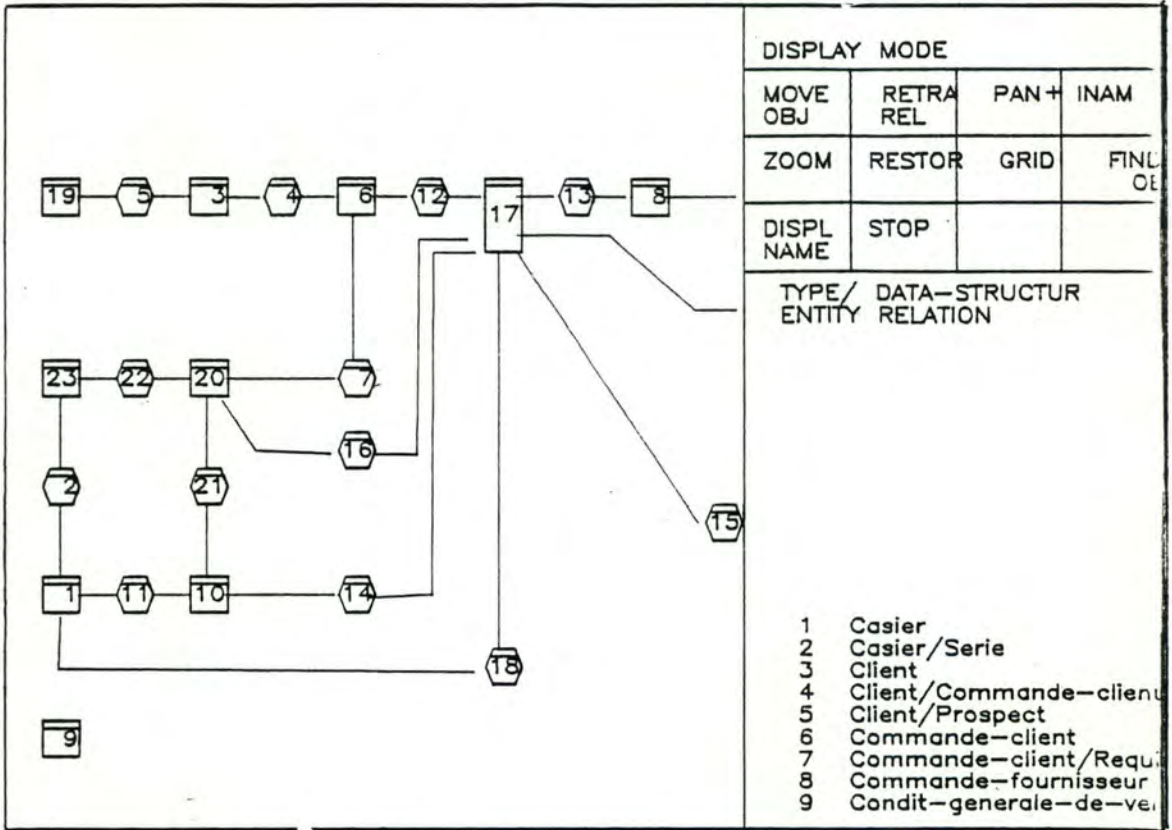 DISPLAY MODE
MOVE OBJ
RETRA REL
PAN+
INAM
ZOOM
RESTOR
GRID
DISPL NAME
STOP
TYPE/ DATA-STRUCTUR
ENTITY RELATION
19 5 3 4 6 12 17 13 8
23 22 20 7
16
2 21
15
1 11 10 14
18
9
1 Casier
2 Casier/Serie
3 Client
4 Client/Commande-client
5 Client/Prospect
6 Commande-client
7 Commande-client/Requi
8 Commande-fournisseur
9 Condit-generale-de-ve